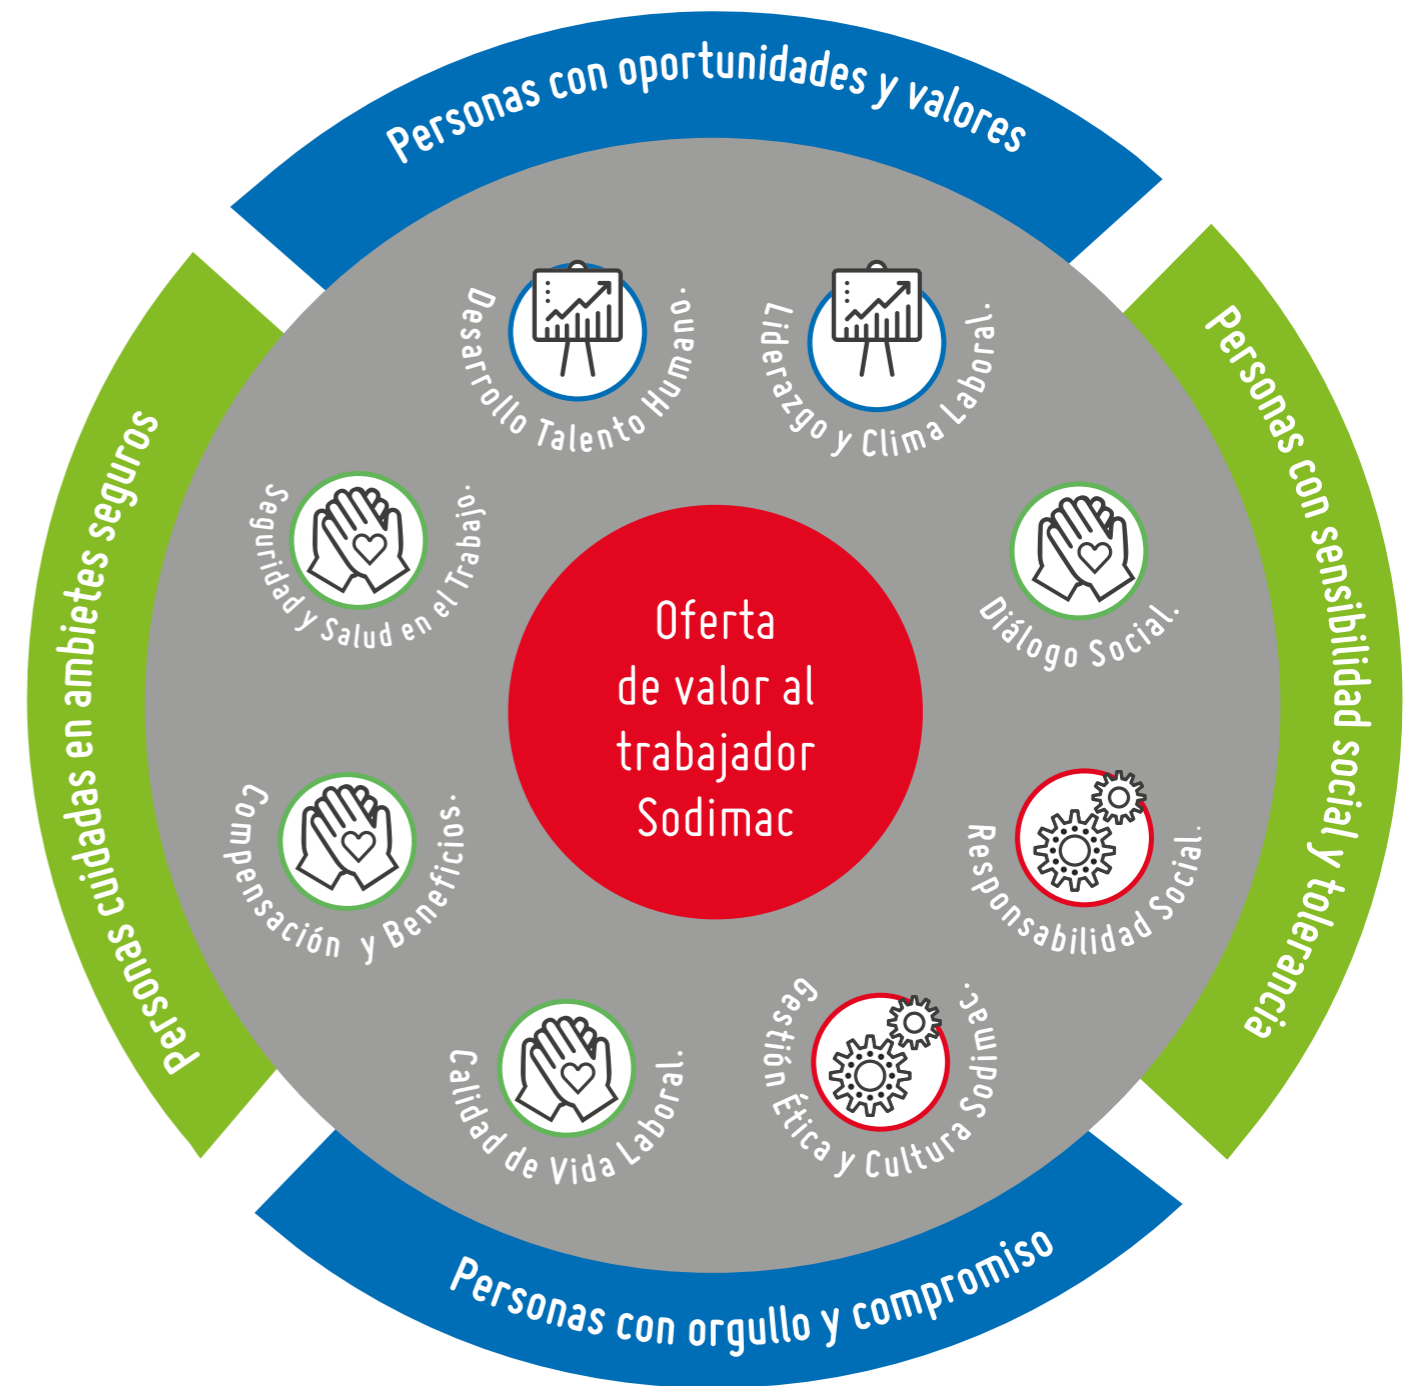 Personas con oportunidades y valores
Personas con sensibilidad social y tolerancia
Personas con orgullo y compromiso
Personas cuidadas en ambietes seguros
Desarrollo Talento Humano.
Liderazgo y Clima Laboral.
Diálogo Social.
Responsabilidad Social.
Gestión Ética y Cultura Sodimac.
Calidad de Vida Laboral.
Compensación y Beneficios.
Seguridad y Salud en el Trabajo.
Oferta
de valor al
trabajador
Sodimac